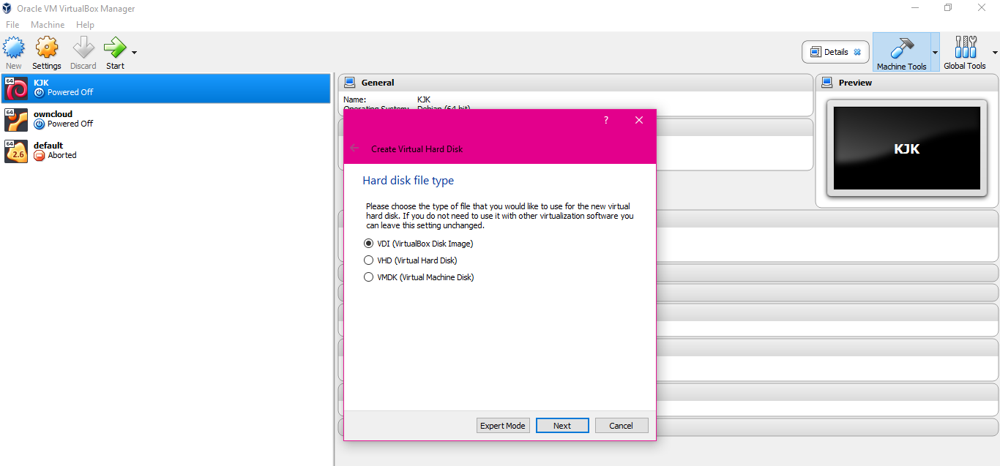 Oracle VM VirtualBox Manager
File Machine Help
New Settings Discard Start
Details
Machine Tools
Global Tools
64
KJK
Powered Off
64
owncloud
Powered Off
64
2.6
default
Aborted
General
Name: KJK
Operating System: Debian (64-bit)
Preview
KJK
?
Create Virtual Hard Disk
Hard disk file type
Please choose the type of file that you would like to use for the new virtual
hard disk. If you do not need to use it with other virtualization software you
can leave this setting unchanged.
VDI (VirtualBox Disk Image)
VHD (Virtual Hard Disk)
VMDK (Virtual Machine Disk)
Expert Mode Next Cancel